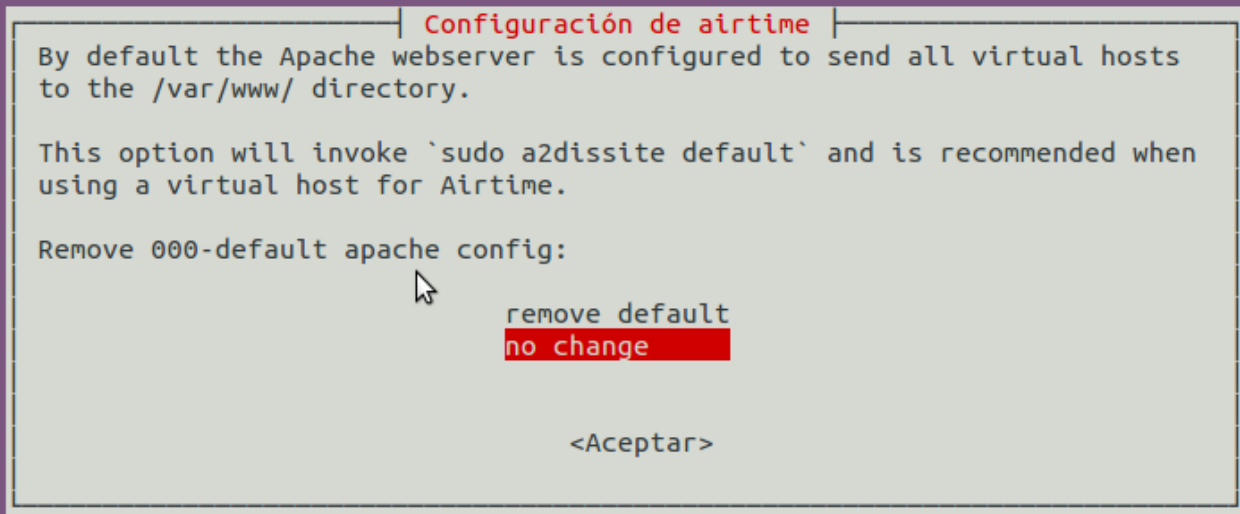 Configuración de airtime
By default the Apache webserver is configured to send all virtual hosts
to the /var/www/ directory.
This option will invoke `sudo a2dissite default` and is recommended when
using a virtual host for Airtime.
Remove 000-default apache config:
remove default
no change
<Aceptar>